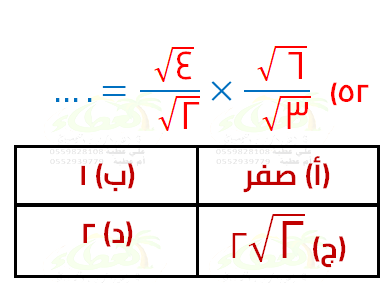 ٥٢) √٦/√٣ × √٤/√٢ = ....
(أ) صفر
(ب) ١
(ج) ٢√٢
(د) ٢